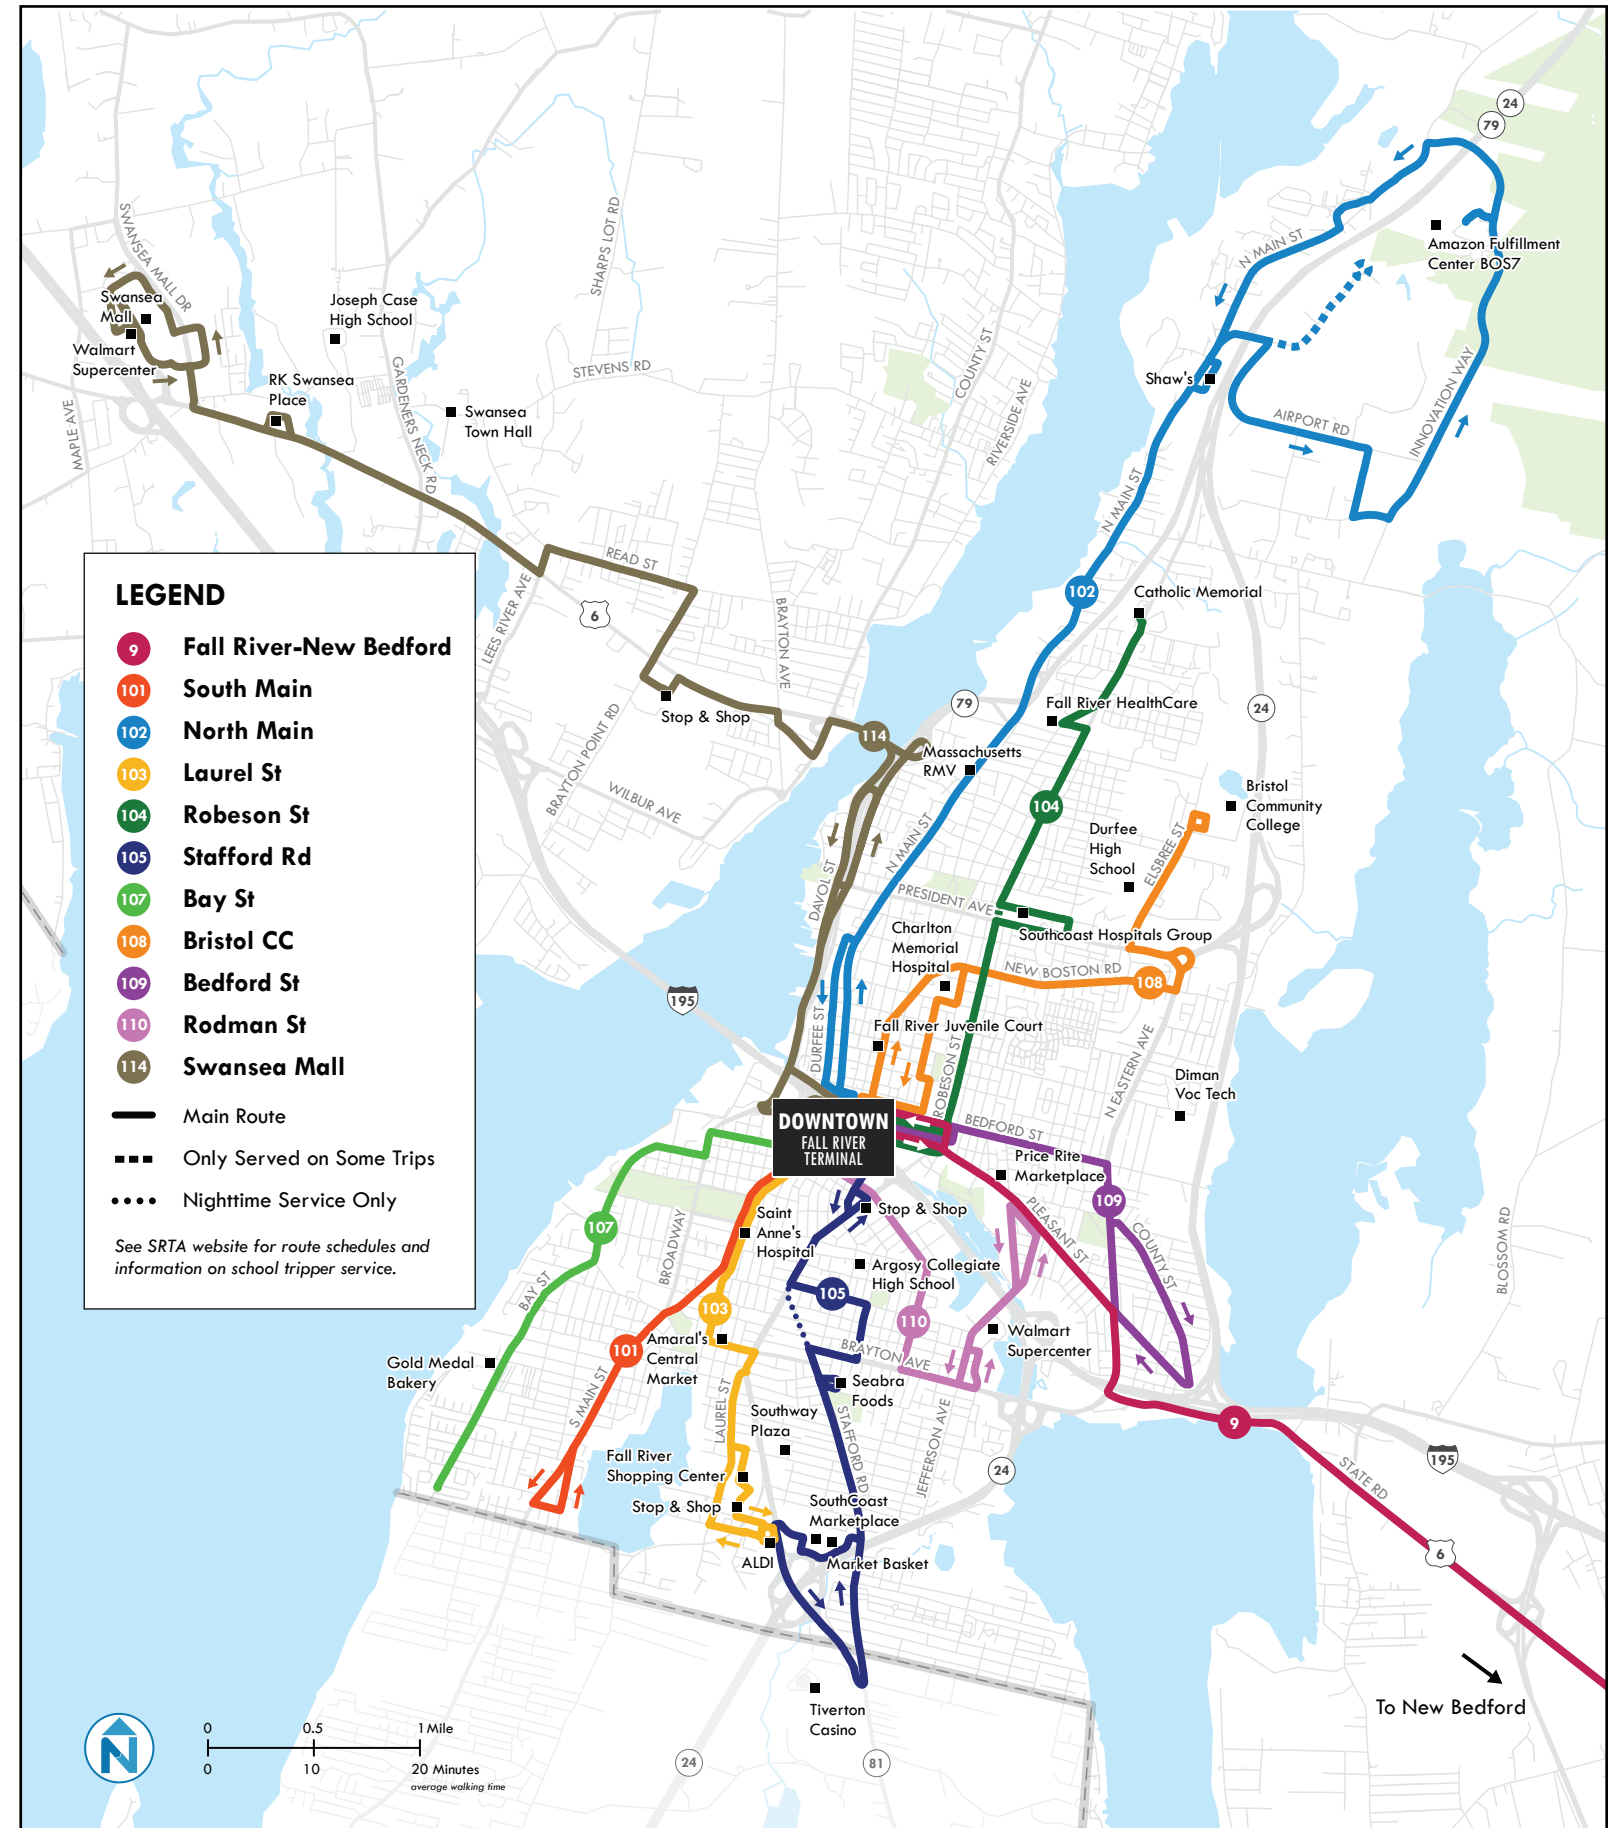 24
79
SWANSEA MALL DR
SHARPS LOT RD
N MAIN ST
Amazon Fulfillment
Center BOS7
Swansea
Mall
Walmart
Supercenter
Joseph Case
High School
RK Swansea
Place
STEVENS RD
COUNTY ST
RIVERSIDE AVE
Shaw's
AIRPORT RD
INNOVATION WAY
MAPLE AVE
GARDENERS NECK RD
Swansea
Town Hall
N MAIN ST
READ ST
LEES RIVER AVE
6
BRAYTON AVE
102
Catholic Memorial
LEGEND
9 Fall River-New Bedford
101 South Main
102 North Main
103 Laurel St
104 Robeson St
105 Stafford Rd
107 Bay St
108 Bristol CC
109 Bedford St
110 Rodman St
114 Swansea Mall
Main Route
Only Served on Some Trips
Nighttime Service Only
See SRTA website for route schedules and
information on school tripper service.
Stop & Shop
BRAYTON POINT RD
WILBUR AVE
114
79
24
Fall River HealthCare
Massachusetts
RMV
104
Bristol
Community
College
Durfee
High
School
ELSBREE ST
N MAIN ST
DAVOL ST
PRESIDENT AVE
Southcoast Hospitals Group
Charlton
Memorial
Hospital
NEW BOSTON RD
108
195
DURFEE ST
Fall River Juvenile Court
ROBESON ST
N EASTERN AVE
Diman
Voc Tech
DOWNTOWN
FALL RIVER
TERMINAL
BEDFORD ST
Price Rite
Marketplace
109
PLEASANT ST
COUNTY ST
BLOSSOM RD
107
BROADWAY
BAY ST
Saint
Anne's
Hospital
Stop & Shop
Argosy Collegiate
High School
105
103
110
101
Amaral's
Central
Market
Walmart
Supercenter
BRAYTON AVE
Gold Medal
Bakery
S MAIN ST
LAUREL ST
Seabra
Foods
Southway
Plaza
STAFFORD RD
JEFFERSON AVE
9
24
195
STATE RD
Fall River
Shopping Center
Stop & Shop
SouthCoast
Marketplace
ALDI
Market Basket
6
Tiverton
Casino
To New Bedford
N
0 0.5 1 Mile
0 10 20 Minutes
average walking time
24
81